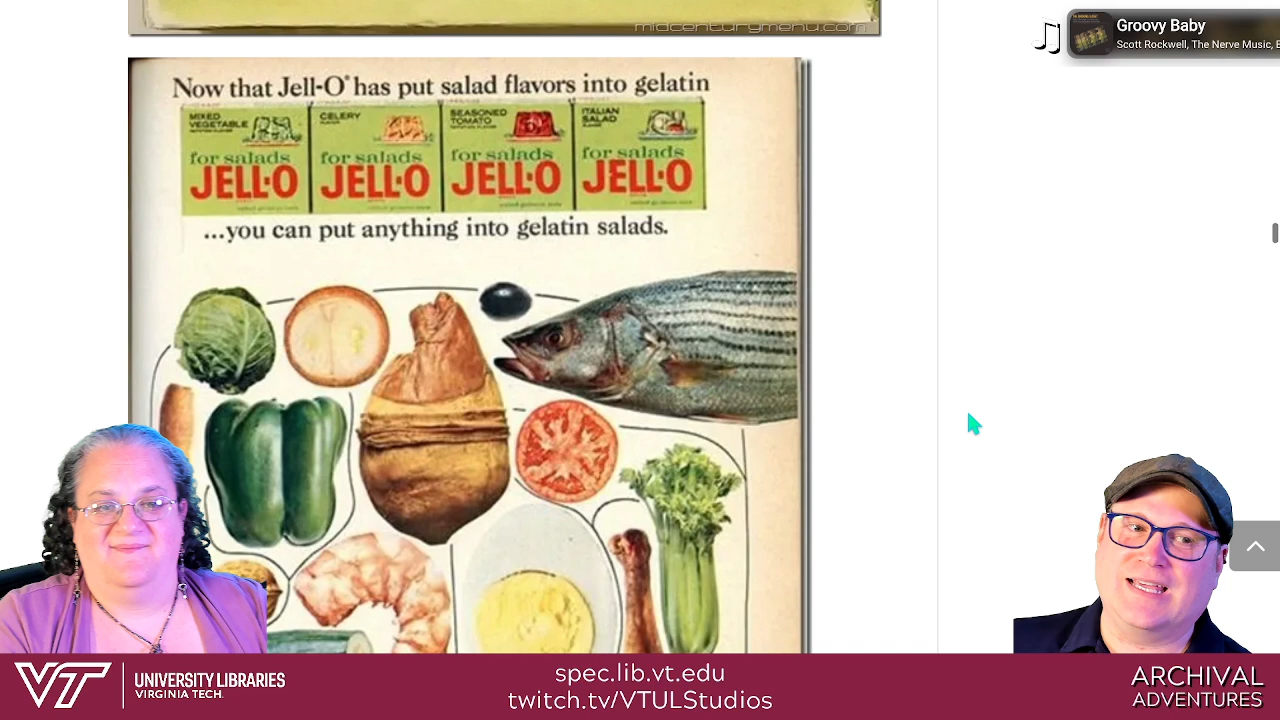 midcenturymenu.com
Groovy Baby
Scott Rockwell, The Nerve Music, E
Now that Jell-O® has put salad flavors into gelatin
MIXED
VEGETABLE
for salads
JELL-O
CELERY
for salads
JELL-O
SEASONED
TOMATO
for salads
JELL-O
ITALIAN
SALAD
for salads
JELL-O
...you can put anything into gelatin salads.
VT
UNIVERSITY LIBRARIES
VIRGINIA TECH.
spec.lib.vt.edu
twitch.tv/VTULStudios
ARCHIVAL
ADVENTURES